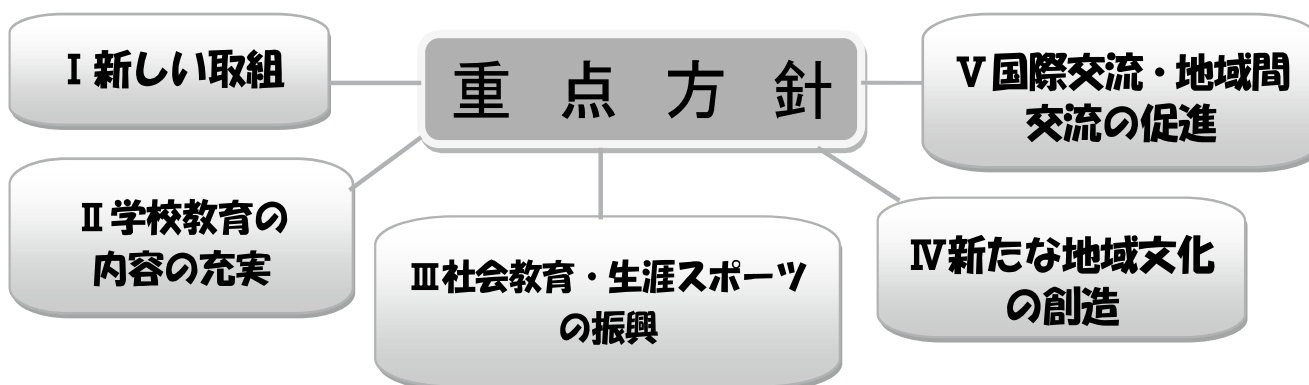 重点方針
Ⅰ新しい取組
Ⅱ学校教育の
内容の充実
Ⅲ社会教育・生涯スポーツ
の振興
Ⅳ新たな地域文化
の創造
Ⅴ国際交流・地域間
交流の促進